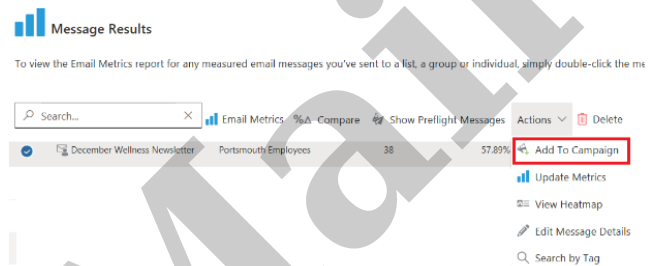 Message Results
To view the Email Metrics report for any measured email messages you've sent to a list, a group or individual, simply double-click the me
Search... Email Metrics %Δ Compare Show Preflight Messages Actions Delete
December Wellness Newsletter Portsmouth Employees 38 57.89% Add To Campaign
Update Metrics
View Heatmap
Edit Message Details
Search by Tag
Mail